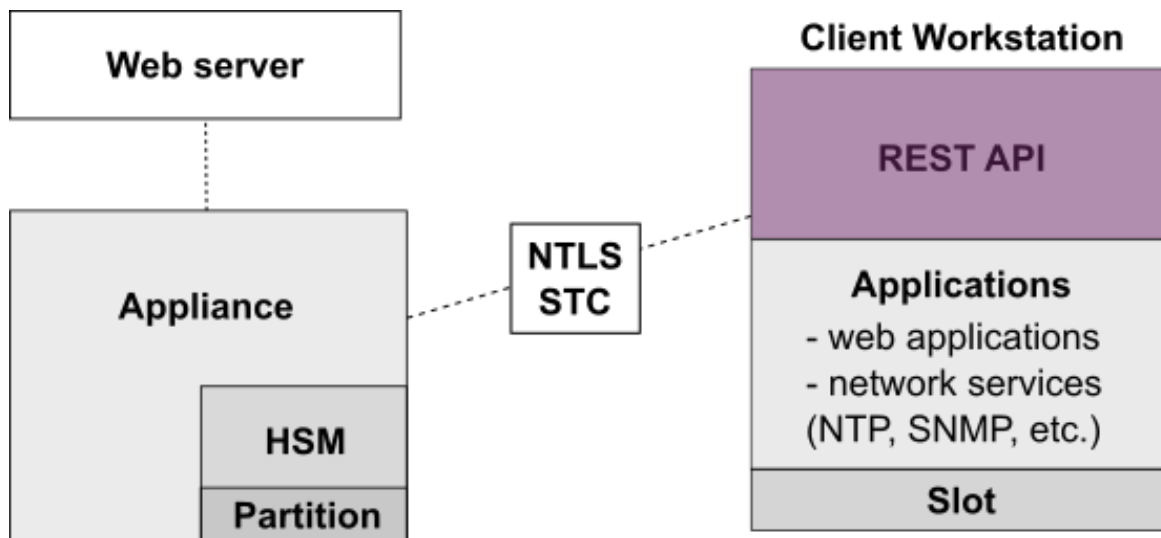 Web server
Appliance
HSM
Partition
NTLS
STC
Client Workstation
REST API
Applications
- web applications
- network services
(NTP, SNMP, etc.)
Slot